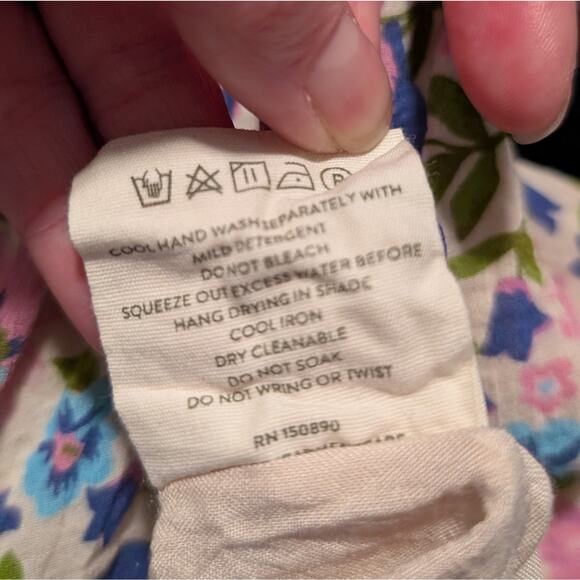 P
COOL HAND WASH SEPARATELY WITH
MILD DETERGENT
DO NOT BLEACH
SQUEEZE OUT EXCESS WATER BEFORE
HANG DRYING IN SHADE
COOL IRON
DRY CLEANABLE
DO NOT SOAK
DO NOT WRING OR TWIST
RN 150890